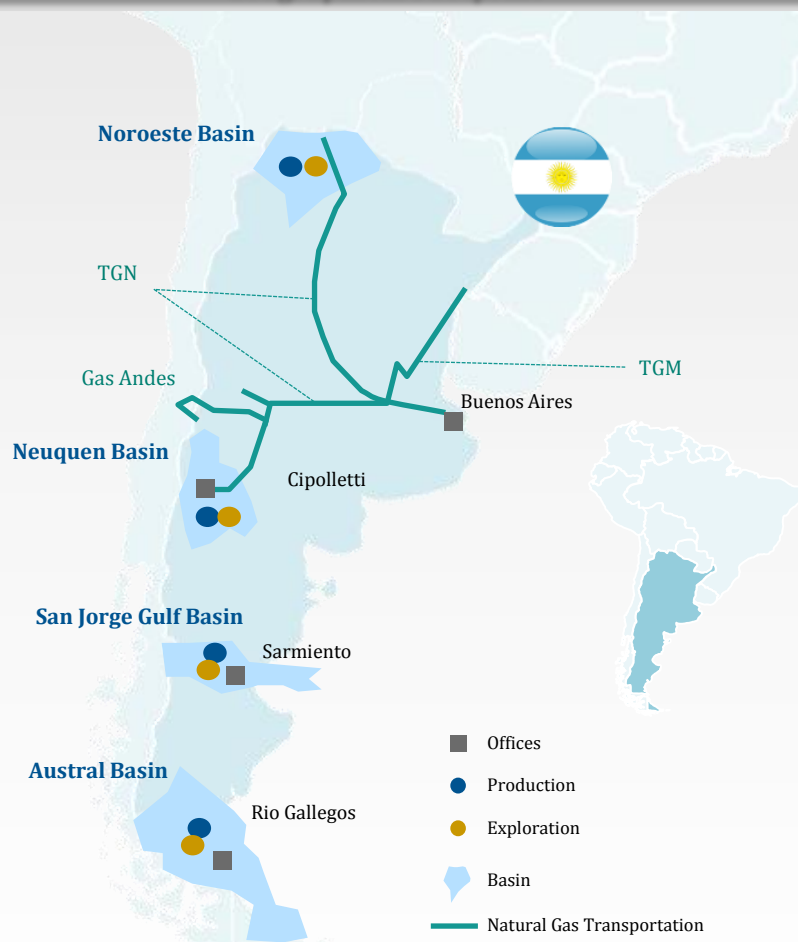 Noroeste Basin
TGN
Gas Andes
TGM
Buenos Aires
Neuquen Basin
Cipolletti
San Jorge Gulf Basin
Sarmiento
Austral Basin
Rio Gallegos
Offices
Production
Exploration
Basin
Natural Gas Transportation